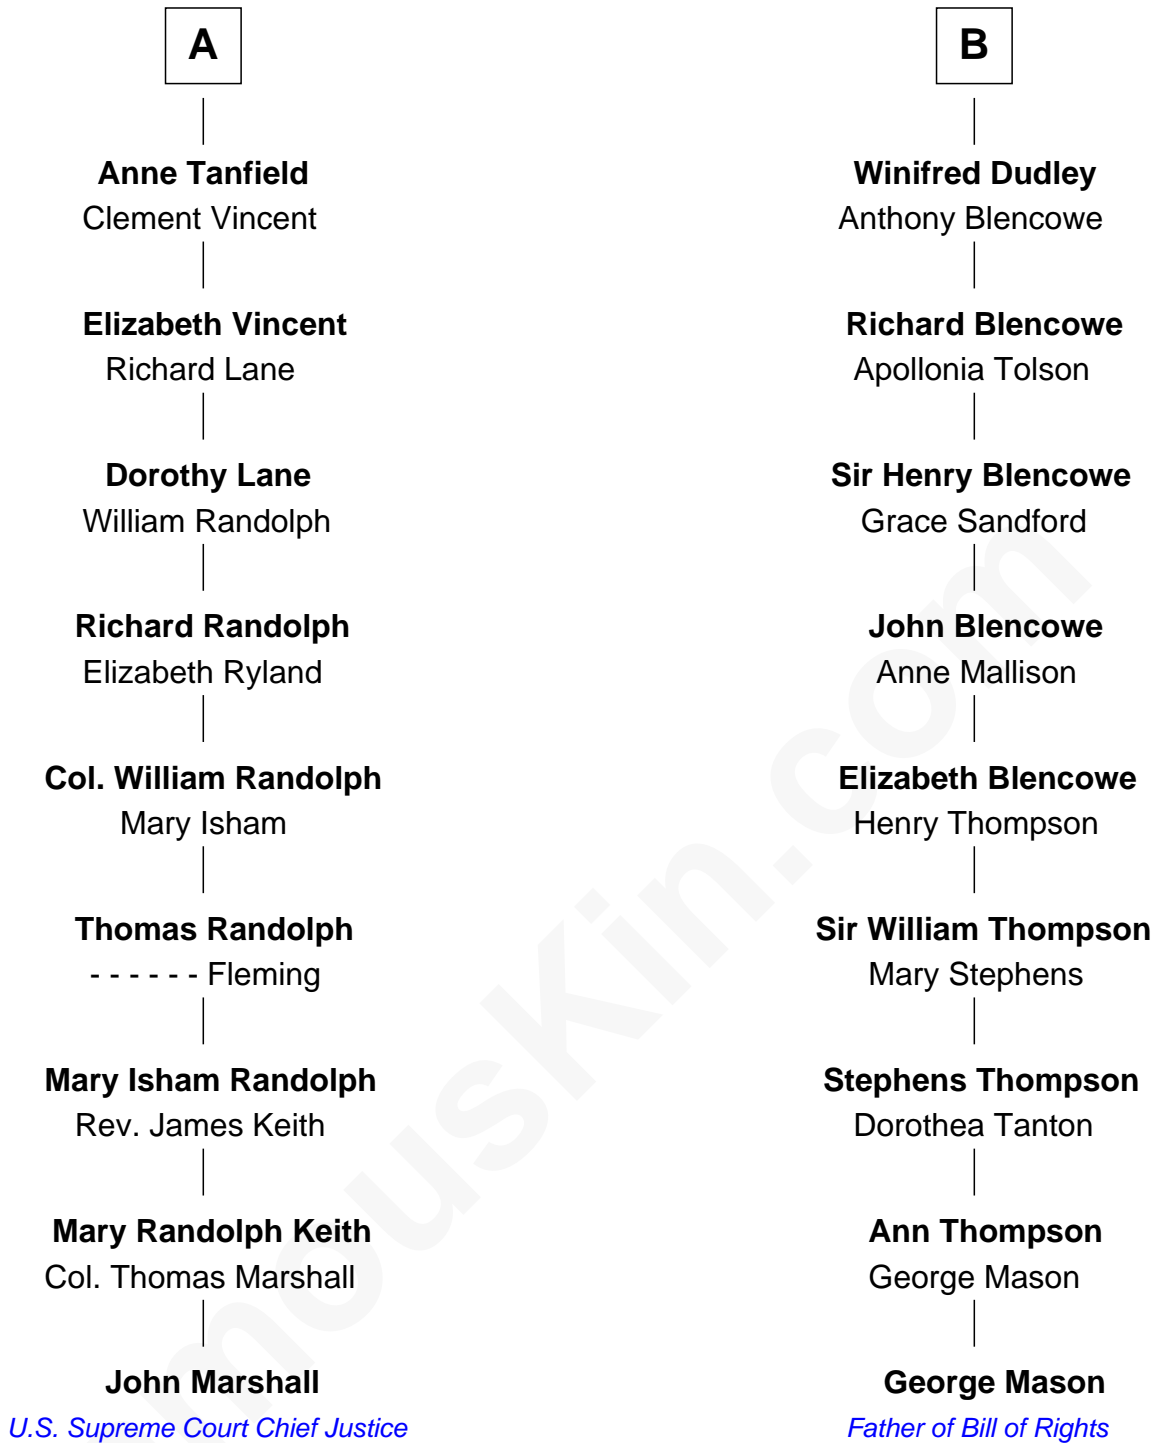 A
Anne Tanfield
Clement Vincent
Elizabeth Vincent
Richard Lane
Dorothy Lane
William Randolph
Richard Randolph
Elizabeth Ryland
Col. William Randolph
Mary Isham
Thomas Randolph
- - - - - - Fleming
Mary Isham Randolph
Rev. James Keith
Mary Randolph Keith
Col. Thomas Marshall
John Marshall
U.S. Supreme Court Chief Justice
B
Winifred Dudley
Anthony Blencowe
Richard Blencowe
Apollonia Tolson
Sir Henry Blencowe
Grace Sandford
John Blencowe
Anne Mallison
Elizabeth Blencowe
Henry Thompson
Sir William Thompson
Mary Stephens
Stephens Thompson
Dorothea Tanton
Ann Thompson
George Mason
George Mason
Father of Bill of Rights
mousKin.com